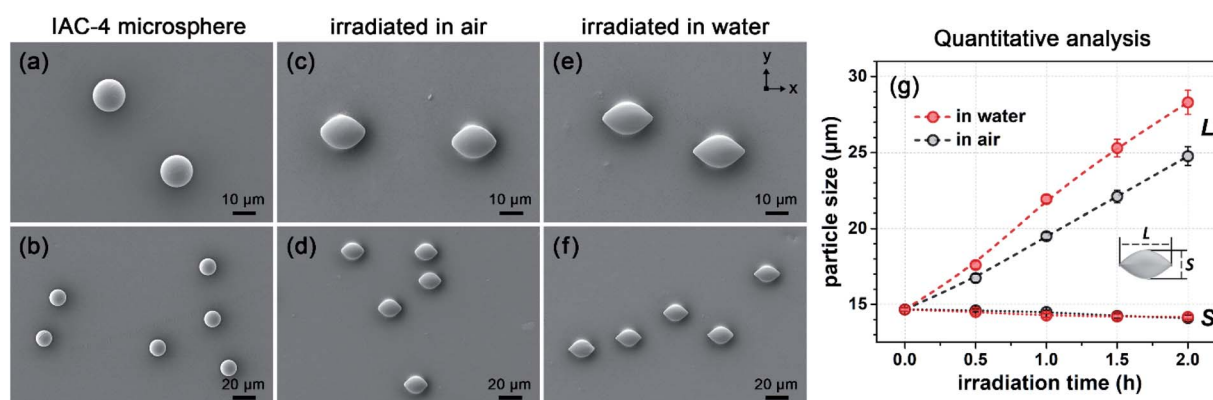 IAC-4 microsphere
irradiated in air
irradiated in water
Quantitative analysis
(a)
10 μm
(c)
10 μm
(e)
y
x
10 μm
(b)
20 μm
(d)
20 μm
(f)
20 μm
(g)
in water
in air
L
S
L
S
particle size (μm)
30
25
20
15
0.0 0.5 1.0 1.5 2.0
irradiation time (h)